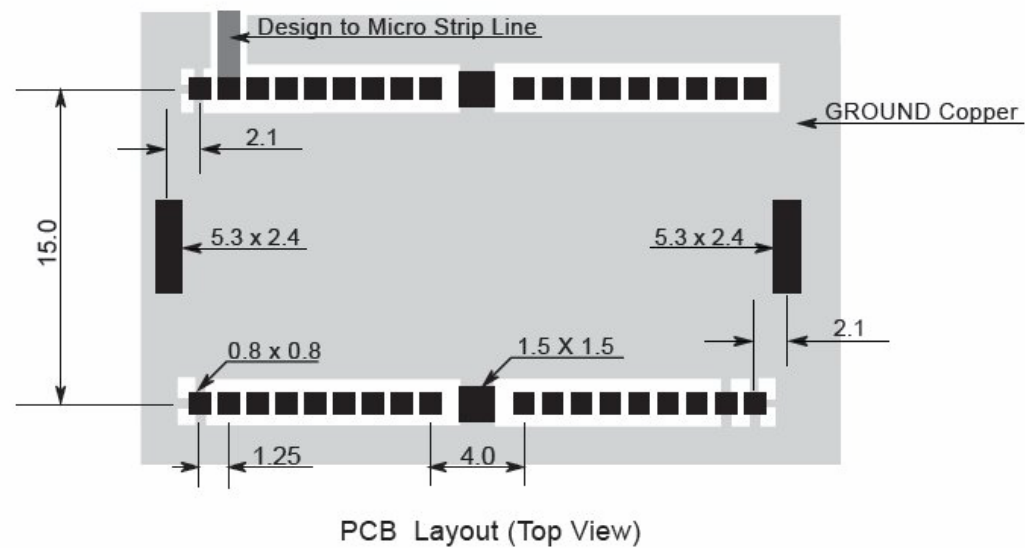 Design to Micro Strip Line
GROUND Copper
2.1
15.0
5.3 x 2.4
5.3 x 2.4
2.1
0.8 x 0.8
1.5 X 1.5
1.25
4.0
PCB Layout (Top View)